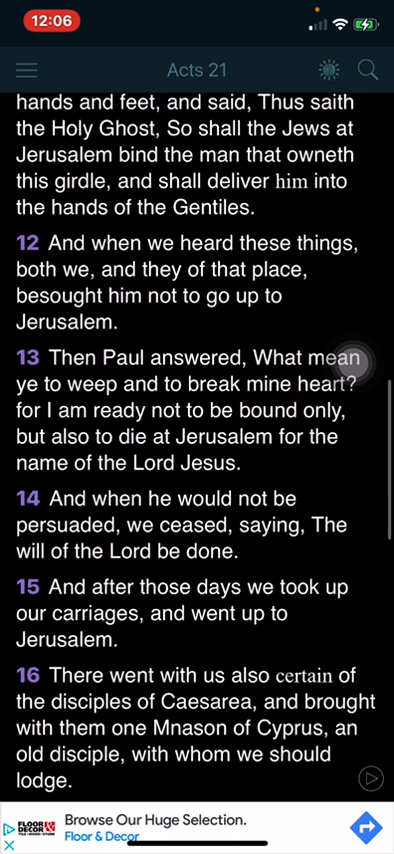 12:06
Acts 21
hands and feet, and said, Thus saith
the Holy Ghost, So shall the Jews at
Jerusalem bind the man that owneth
this girdle, and shall deliver him into
the hands of the Gentiles.
12 And when we heard these things,
both we, and they of that place,
besought him not to go up to
Jerusalem.
13 Then Paul answered, What mean
ye to weep and to break mine heart?
for I am ready not to be bound only,
but also to die at Jerusalem for the
name of the Lord Jesus.
14 And when he would not be
persuaded, we ceased, saying, The
will of the Lord be done.
15 And after those days we took up
our carriages, and went up to
Jerusalem.
16 There went with us also certain of
the disciples of Caesarea, and brought
with them one Mnason of Cyprus, an
old disciple, with whom we should
lodge.
FLOOR & DECOR
Browse Our Huge Selection.
Floor & Decor